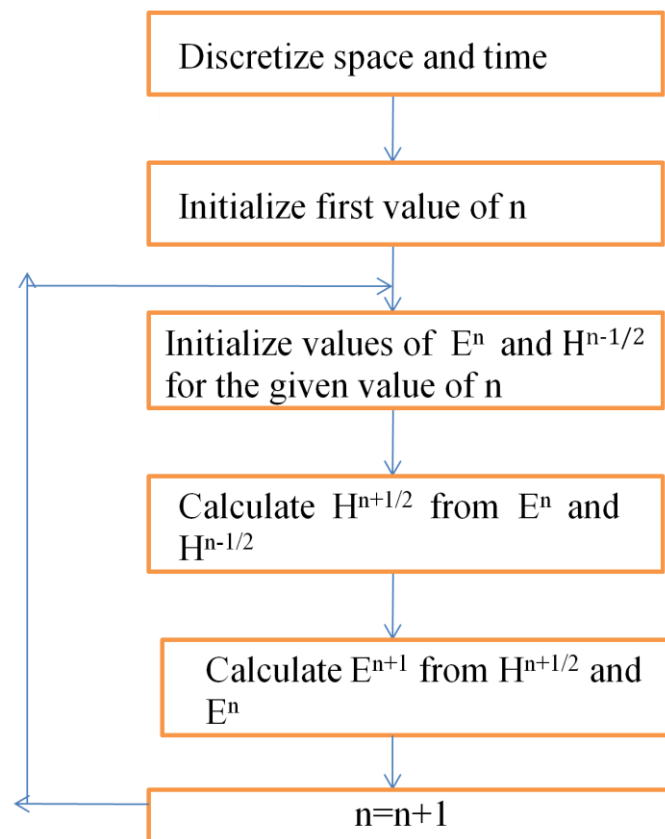 Discretize space and time
Initialize first value of n
Initialize values of Eⁿ and Hⁿ⁻¹/²
for the given value of n
Calculate Hⁿ⁺¹/² from Eⁿ and
Hⁿ⁻¹/²
Calculate Eⁿ⁺¹ from Hⁿ⁺¹/² and
Eⁿ
n=n+1